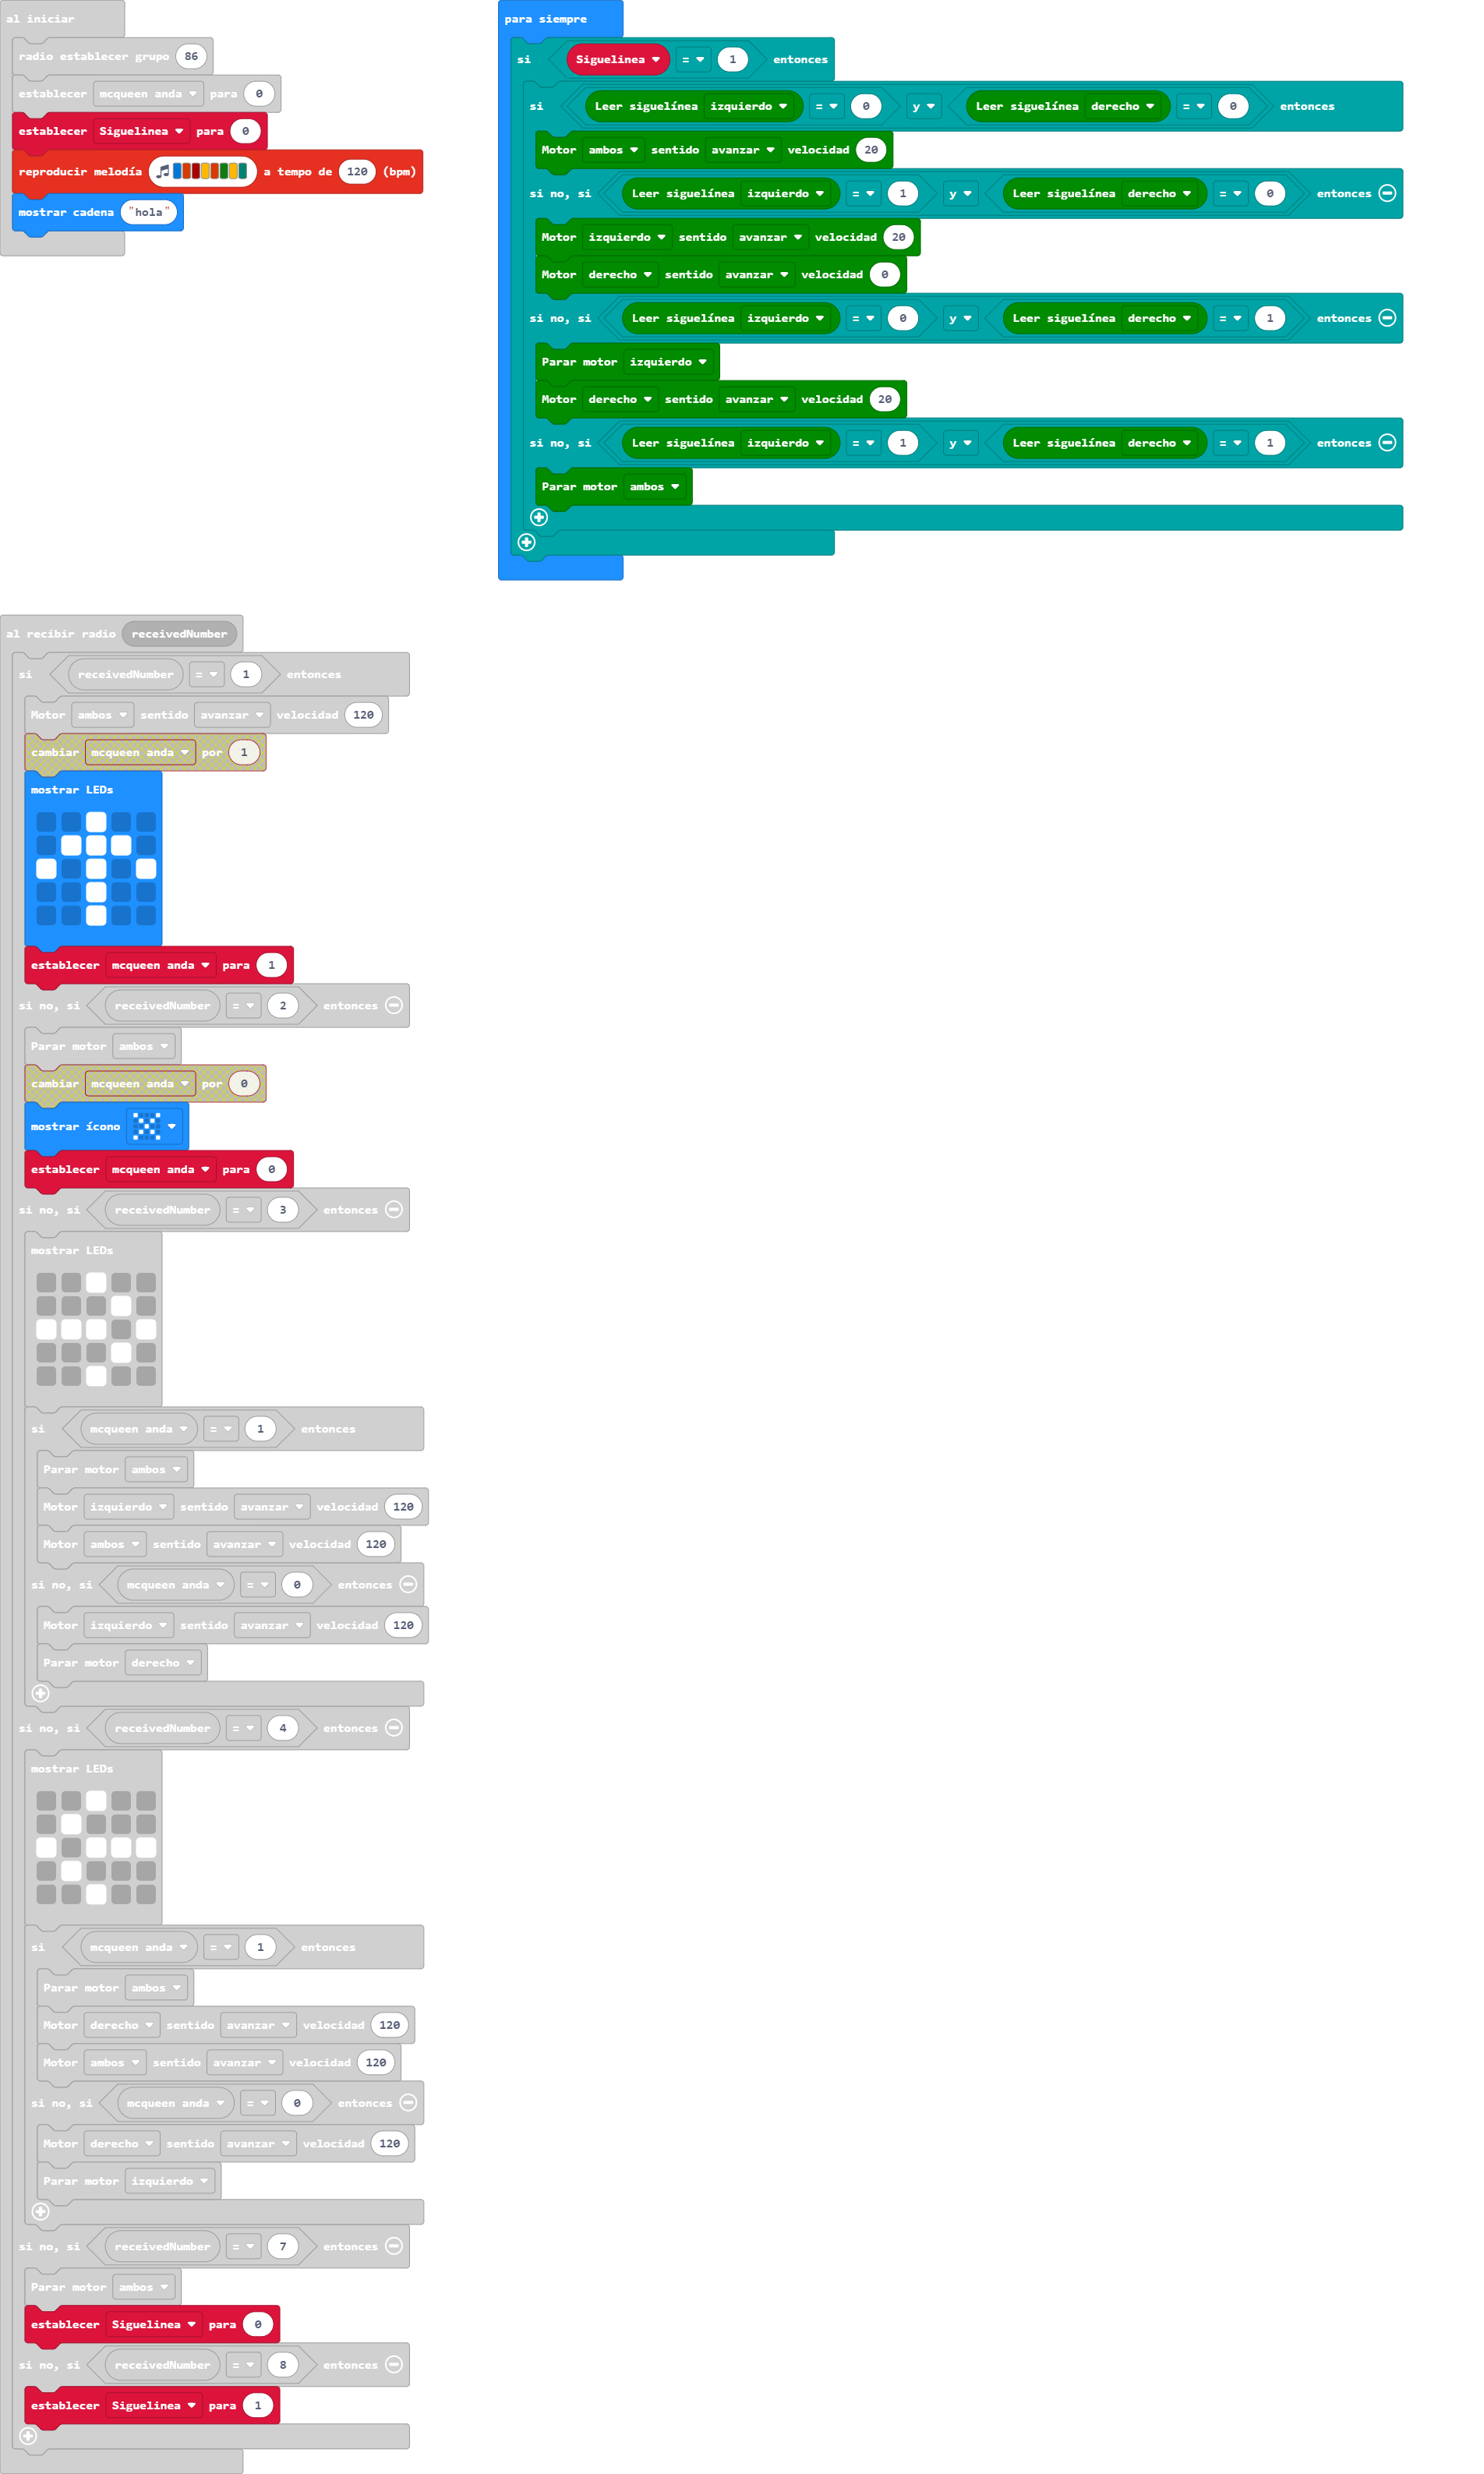 al iniciar
radio establecer grupo 86
establecer mcqueen anda para 0
establecer Siguelinea para 0
reproducir melodía a tempo de 120 (bpm)
mostrar cadena "hola"
para siempre
si Siguelinea = 1 entonces
si Leer siguelínea izquierdo = 0 y Leer siguelínea derecho = 0 entonces
Motor ambos sentido avanzar velocidad 20
si no, si Leer siguelínea izquierdo = 1 y Leer siguelínea derecho = 0 entonces
Motor izquierdo sentido avanzar velocidad 20
Motor derecho sentido avanzar velocidad 0
si no, si Leer siguelínea izquierdo = 0 y Leer siguelínea derecho = 1 entonces
Parar motor izquierdo
Motor derecho sentido avanzar velocidad 20
si no, si Leer siguelínea izquierdo = 1 y Leer siguelínea derecho = 1 entonces
Parar motor ambos
al recibir radio receivedNumber
si receivedNumber = 1 entonces
Motor ambos sentido avanzar velocidad 120
cambiar mcqueen anda por 1
mostrar LEDs
establecer mcqueen anda para 1
si no, si receivedNumber = 2 entonces
Parar motor ambos
cambiar mcqueen anda por 0
mostrar ícono
establecer mcqueen anda para 0
si no, si receivedNumber = 3 entonces
mostrar LEDs
si mcqueen anda = 1 entonces
Parar motor ambos
Motor izquierdo sentido avanzar velocidad 120
Motor ambos sentido avanzar velocidad 120
si no, si mcqueen anda = 0 entonces
Motor izquierdo sentido avanzar velocidad 120
Parar motor derecho
si no, si receivedNumber = 4 entonces
mostrar LEDs
si mcqueen anda = 1 entonces
Parar motor ambos
Motor derecho sentido avanzar velocidad 120
Motor ambos sentido avanzar velocidad 120
si no, si mcqueen anda = 0 entonces
Motor derecho sentido avanzar velocidad 120
Parar motor izquierdo
si no, si receivedNumber = 7 entonces
Parar motor ambos
establecer Siguelinea para 0
si no, si receivedNumber = 8 entonces
establecer Siguelinea para 1